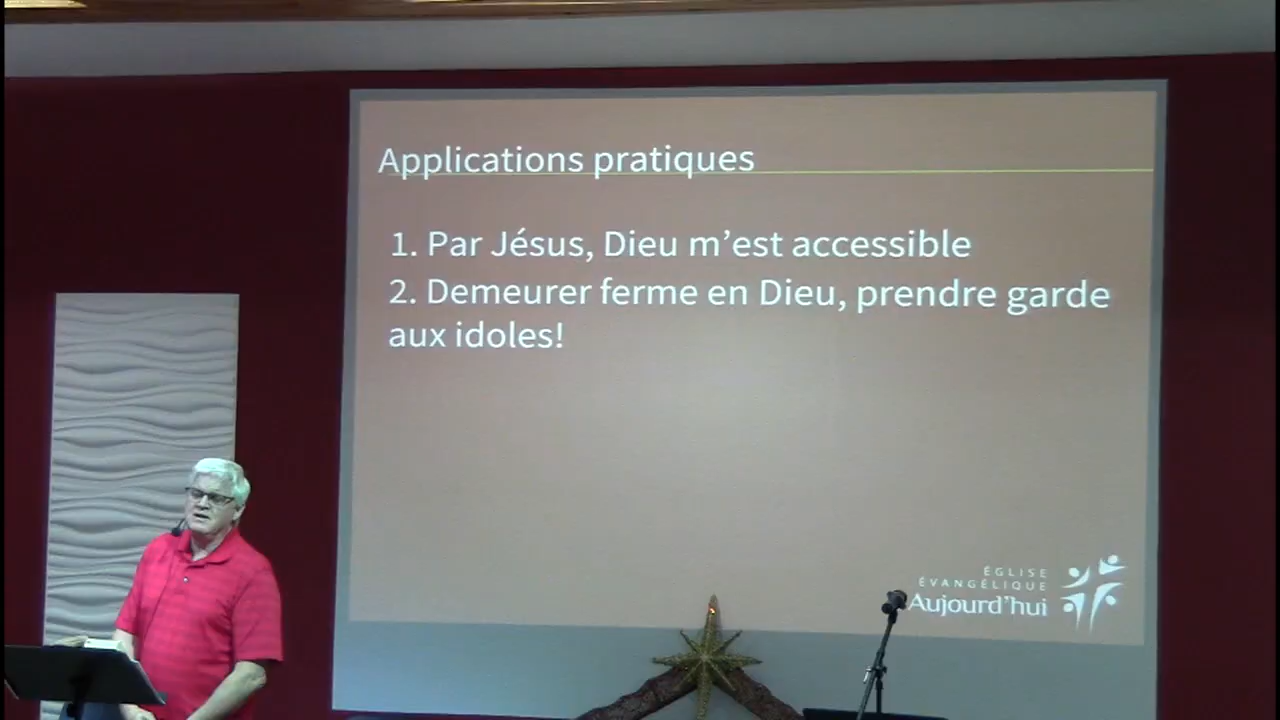 Applications pratiques
1. Par Jésus, Dieu m’est accessible
2. Demeurer ferme en Dieu, prendre garde
aux idoles!
ÉGLISE
ÉVANGÉLIQUE
Aujourd’hui